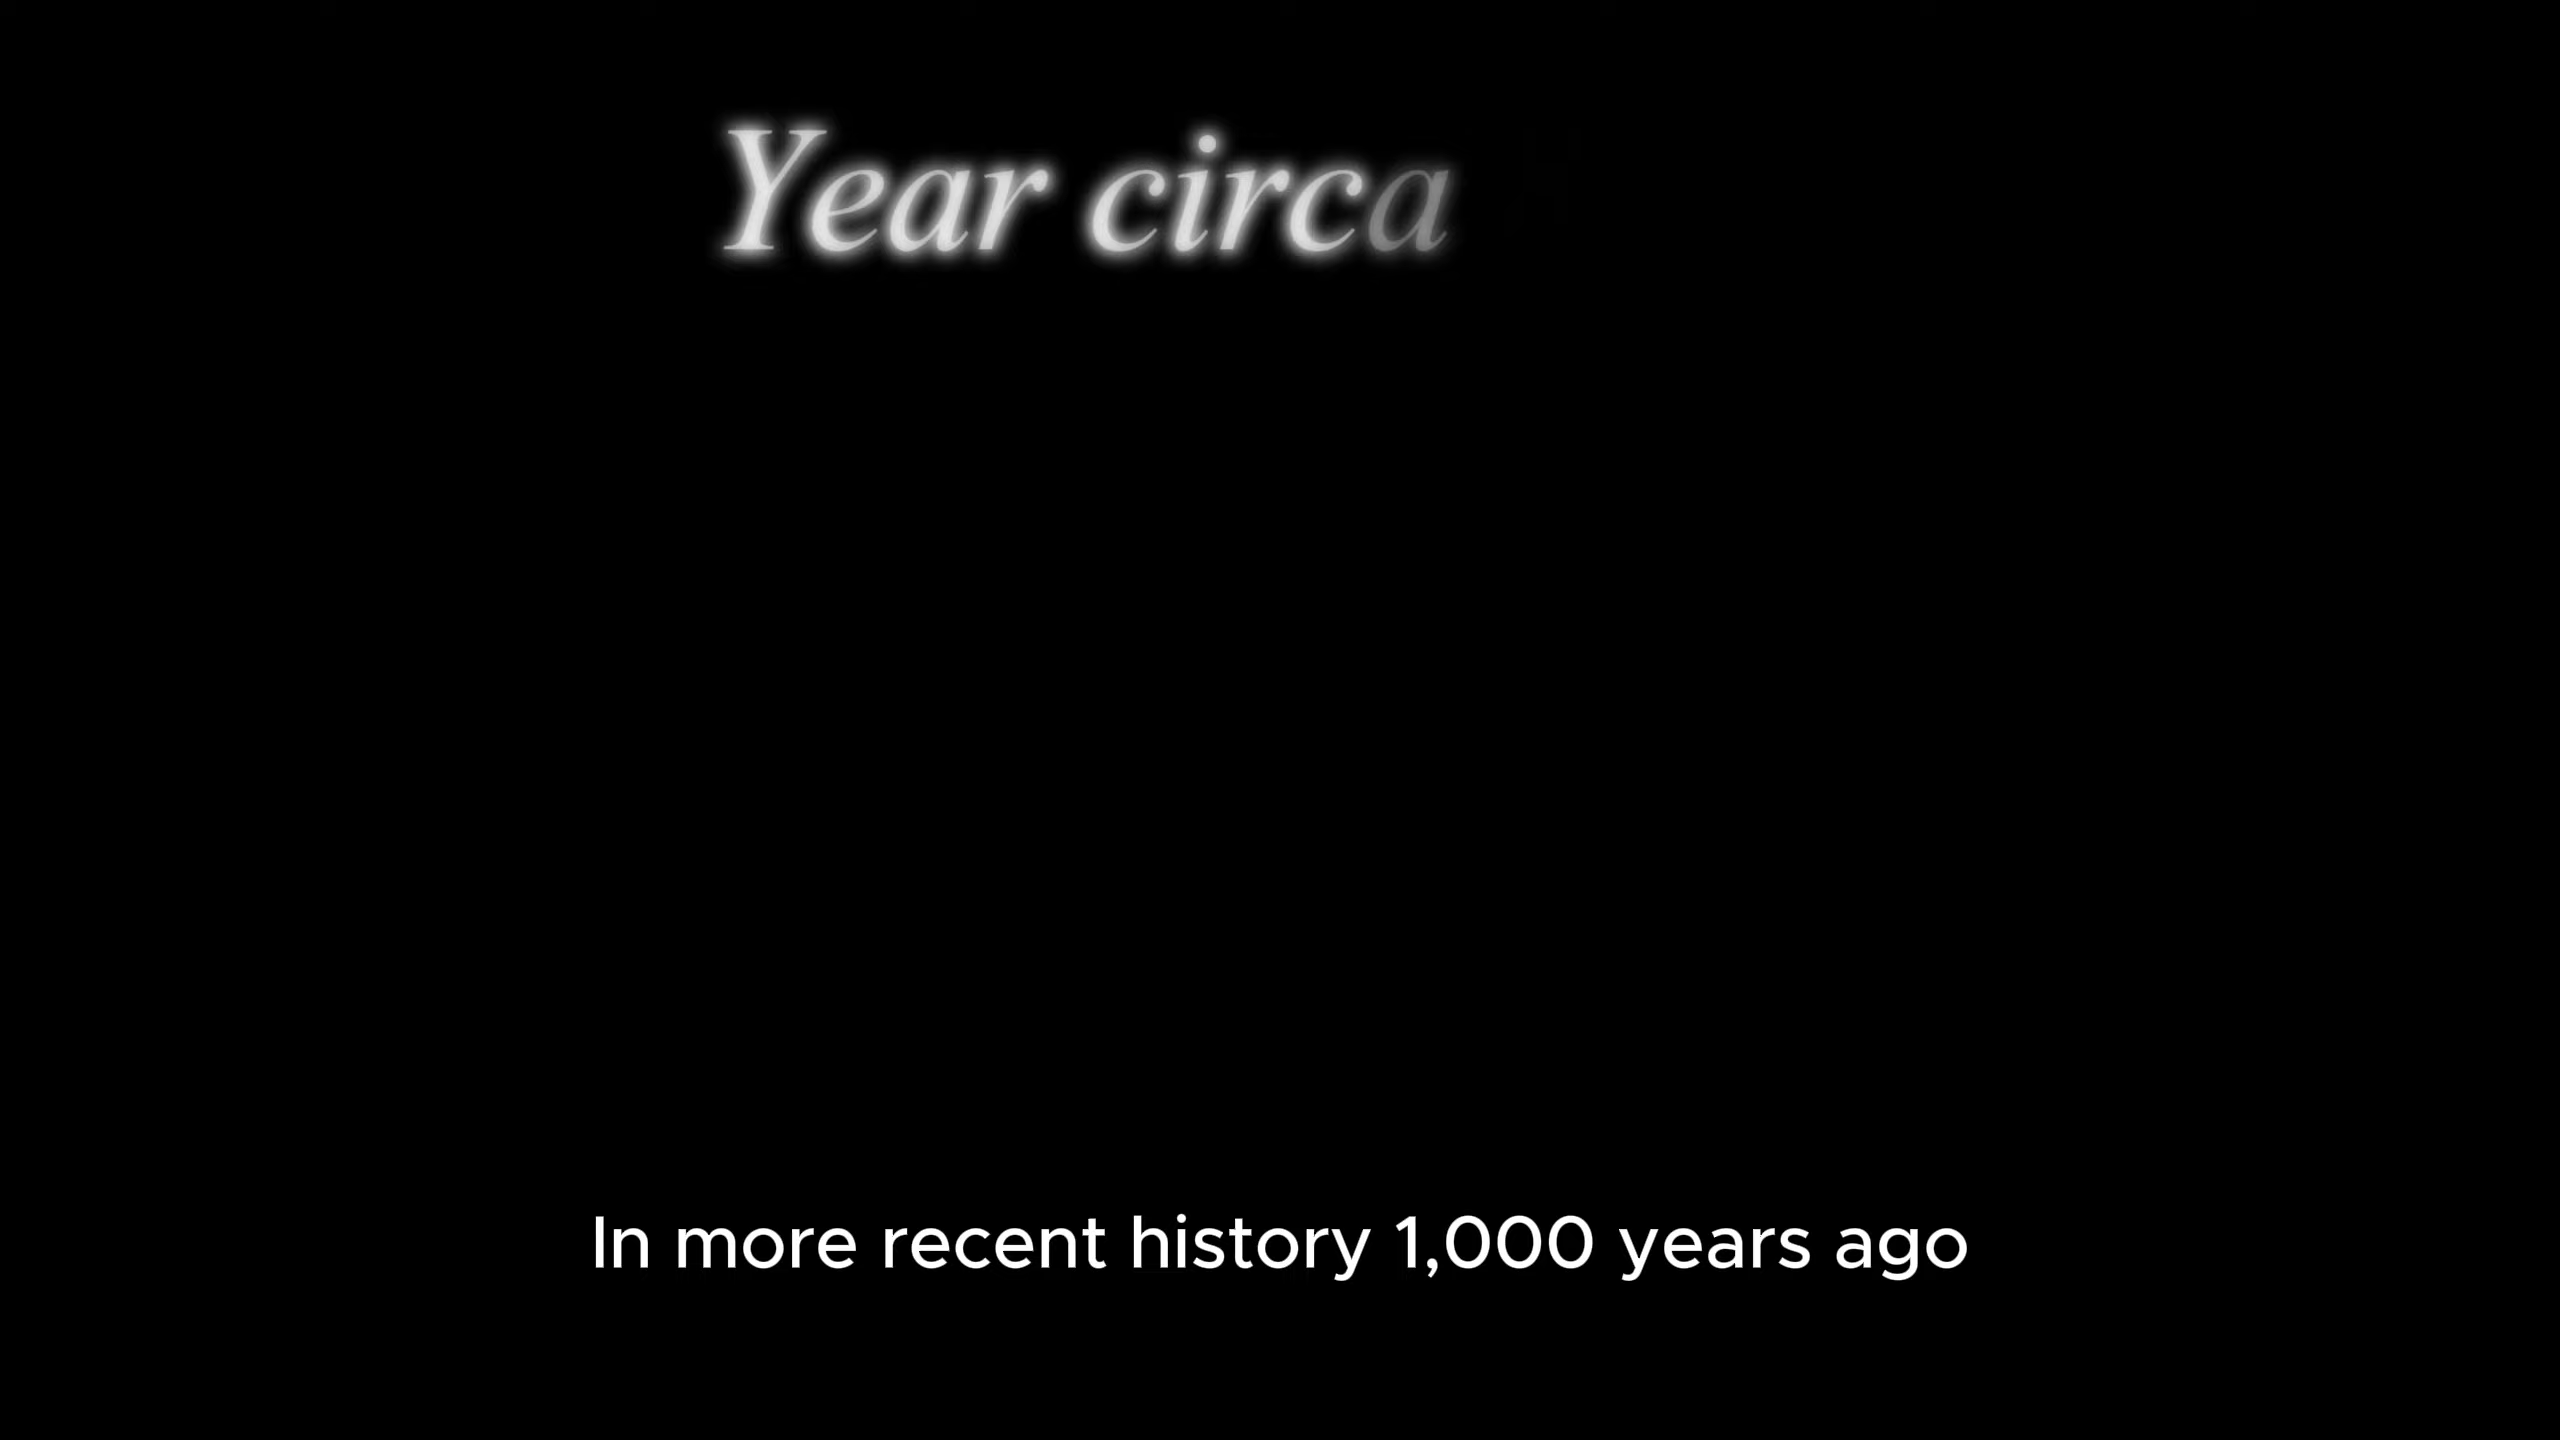 Year circa
In more recent history 1,000 years ago